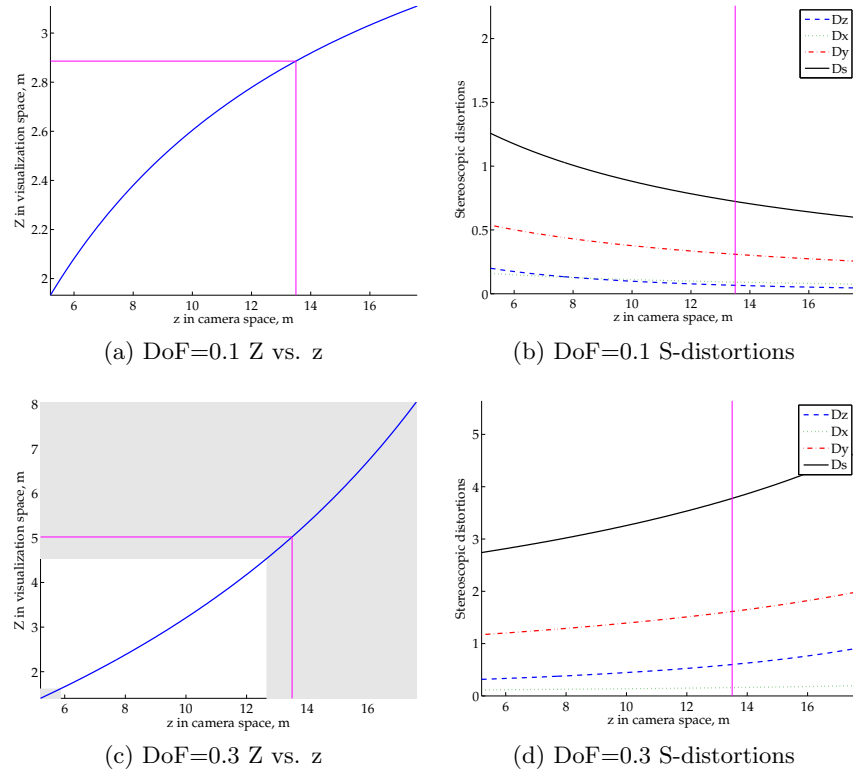 3
2.8
2.6
2.4
2.2
2
Z in visualization space, m
6 8 10 12 14 16
z in camera space, m
(a) DoF=0.1 Z vs. z
2
1.5
1
0.5
0
Stereoscopic distortions
Dz
Dx
Dy
Ds
6 8 10 12 14 16
z in camera space, m
(b) DoF=0.1 S-distortions
8
7
6
5
4
3
2
Z in visualization space, m
6 8 10 12 14 16
z in camera space, m
(c) DoF=0.3 Z vs. z
5
4
3
2
1
0
Stereoscopic distortions
Dz
Dx
Dy
Ds
6 8 10 12 14 16
z in camera space, m
(d) DoF=0.3 S-distortions